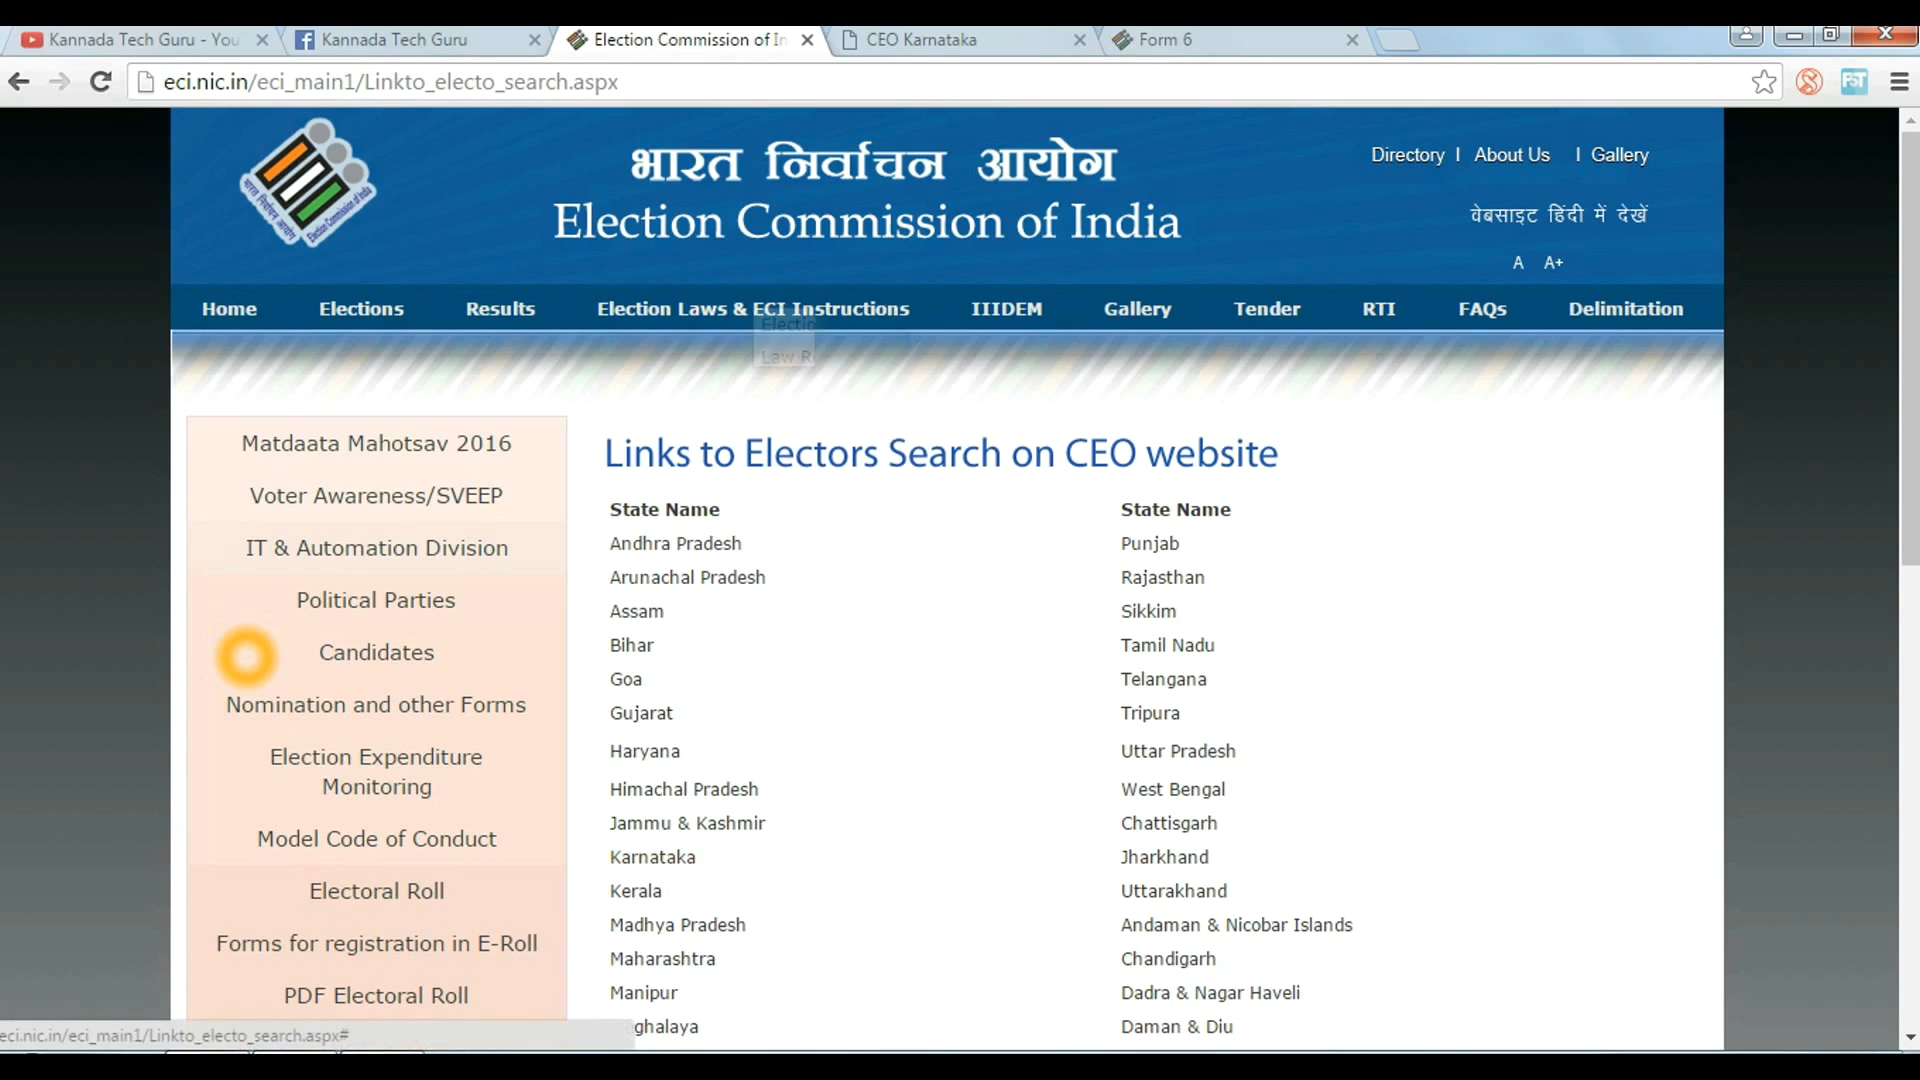 Kannada Tech Guru - You
Kannada Tech Guru
Election Commission of In
CEO Karnataka
Form 6
eci.nic.in/eci_main1/Linkto_electo_search.aspx
भारत निर्वाचन आयोग
Election Commission of India
Directory I About Us I Gallery
वेबसाइट हिंदी में देखें
A A+
Home Elections Results Election Laws & ECI Instructions IIIDEM Gallery Tender RTI FAQs Delimitation
Electio
Law R
Matdaata Mahotsav 2016
Voter Awareness/SVEEP
IT & Automation Division
Political Parties
Candidates
Nomination and other Forms
Election Expenditure
Monitoring
Model Code of Conduct
Electoral Roll
Forms for registration in E-Roll
PDF Electoral Roll
Links to Electors Search on CEO website
State Name State Name
Andhra Pradesh Punjab
Arunachal Pradesh Rajasthan
Assam Sikkim
Bihar Tamil Nadu
Goa Telangana
Gujarat Tripura
Haryana Uttar Pradesh
Himachal Pradesh West Bengal
Jammu & Kashmir Chattisgarh
Karnataka Jharkhand
Kerala Uttarakhand
Madhya Pradesh Andaman & Nicobar Islands
Maharashtra Chandigarh
Manipur Dadra & Nagar Haveli
ghalaya Daman & Diu
eci.nic.in/eci_main1/Linkto_electo_search.aspx#